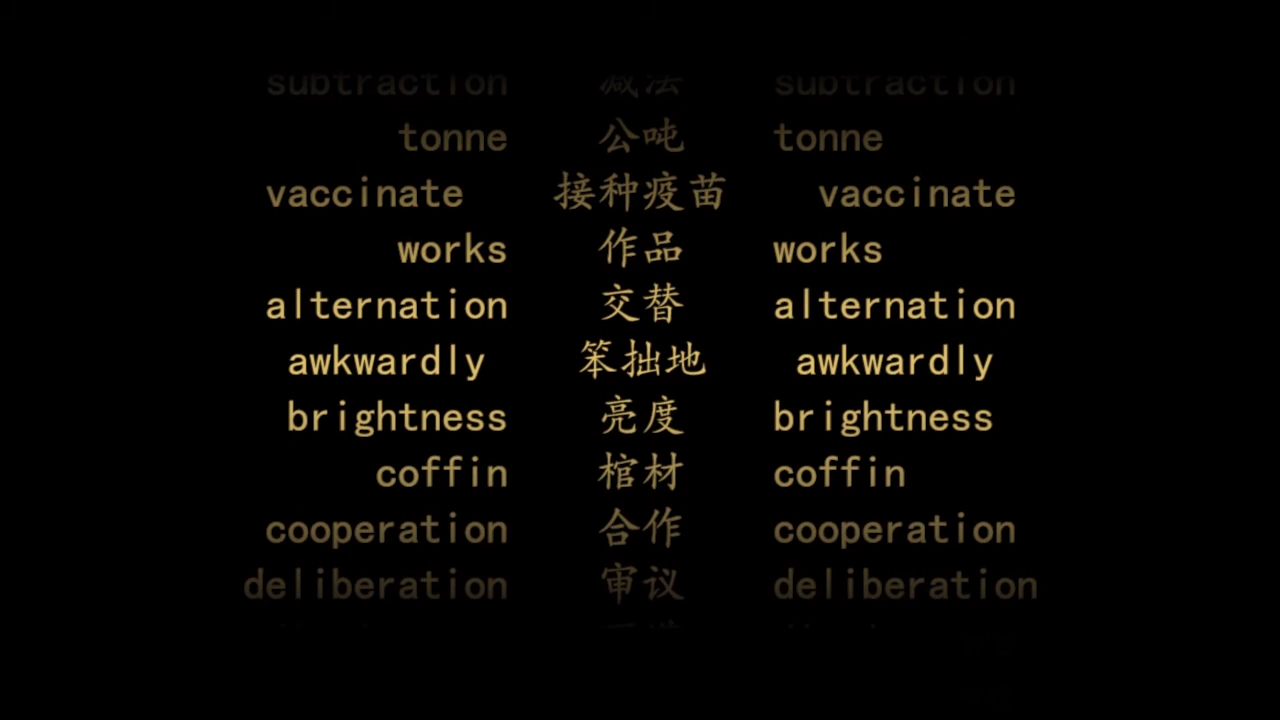 subtraction 减法 subtraction
tonne 公吨 tonne
vaccinate 接种疫苗 vaccinate
works 作品 works
alternation 交替 alternation
awkwardly 笨拙地 awkwardly
brightness 亮度 brightness
coffin 棺材 coffin
cooperation 合作 cooperation
deliberation 审议 deliberation